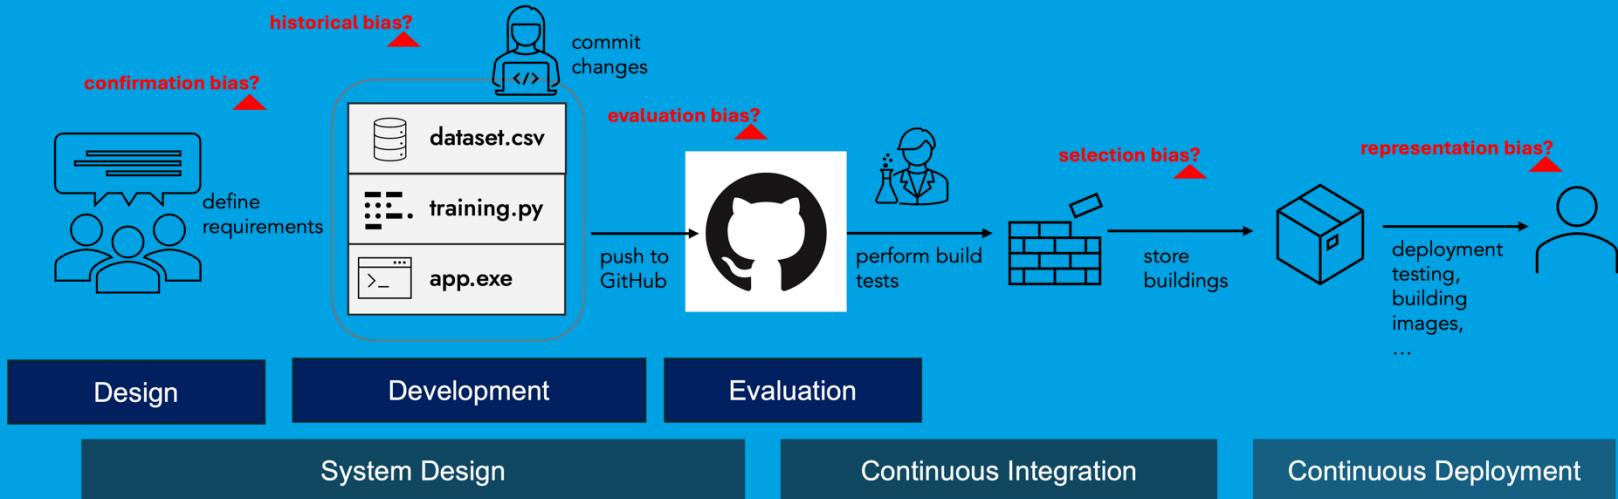 historical bias?
commit
changes
</>
confirmation bias?
define
requirements
dataset.csv
training.py
>_
app.exe
evaluation bias?
push to
GitHub
perform build
tests
selection bias?
store
buildings
representation bias?
deployment
testing,
building
images,
...
Design
Development
Evaluation
System Design
Continuous Integration
Continuous Deployment